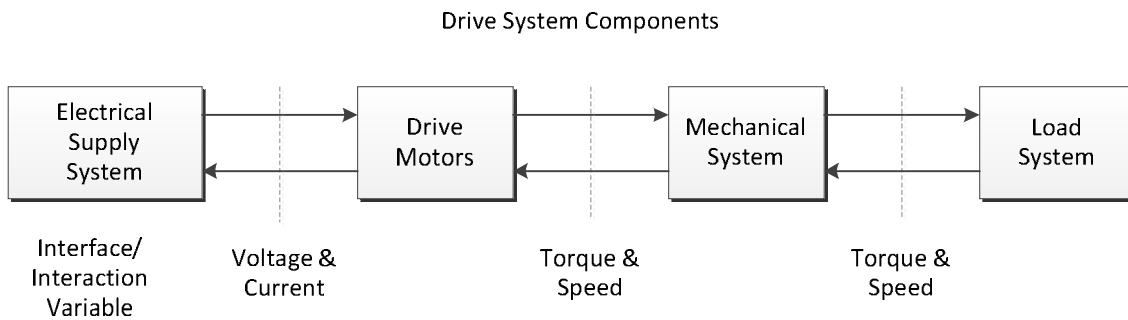 Drive System Components
Electrical
Supply
System
Drive
Motors
Mechanical
System
Load
System
Interface/
Interaction
Variable
Voltage &
Current
Torque &
Speed
Torque &
Speed